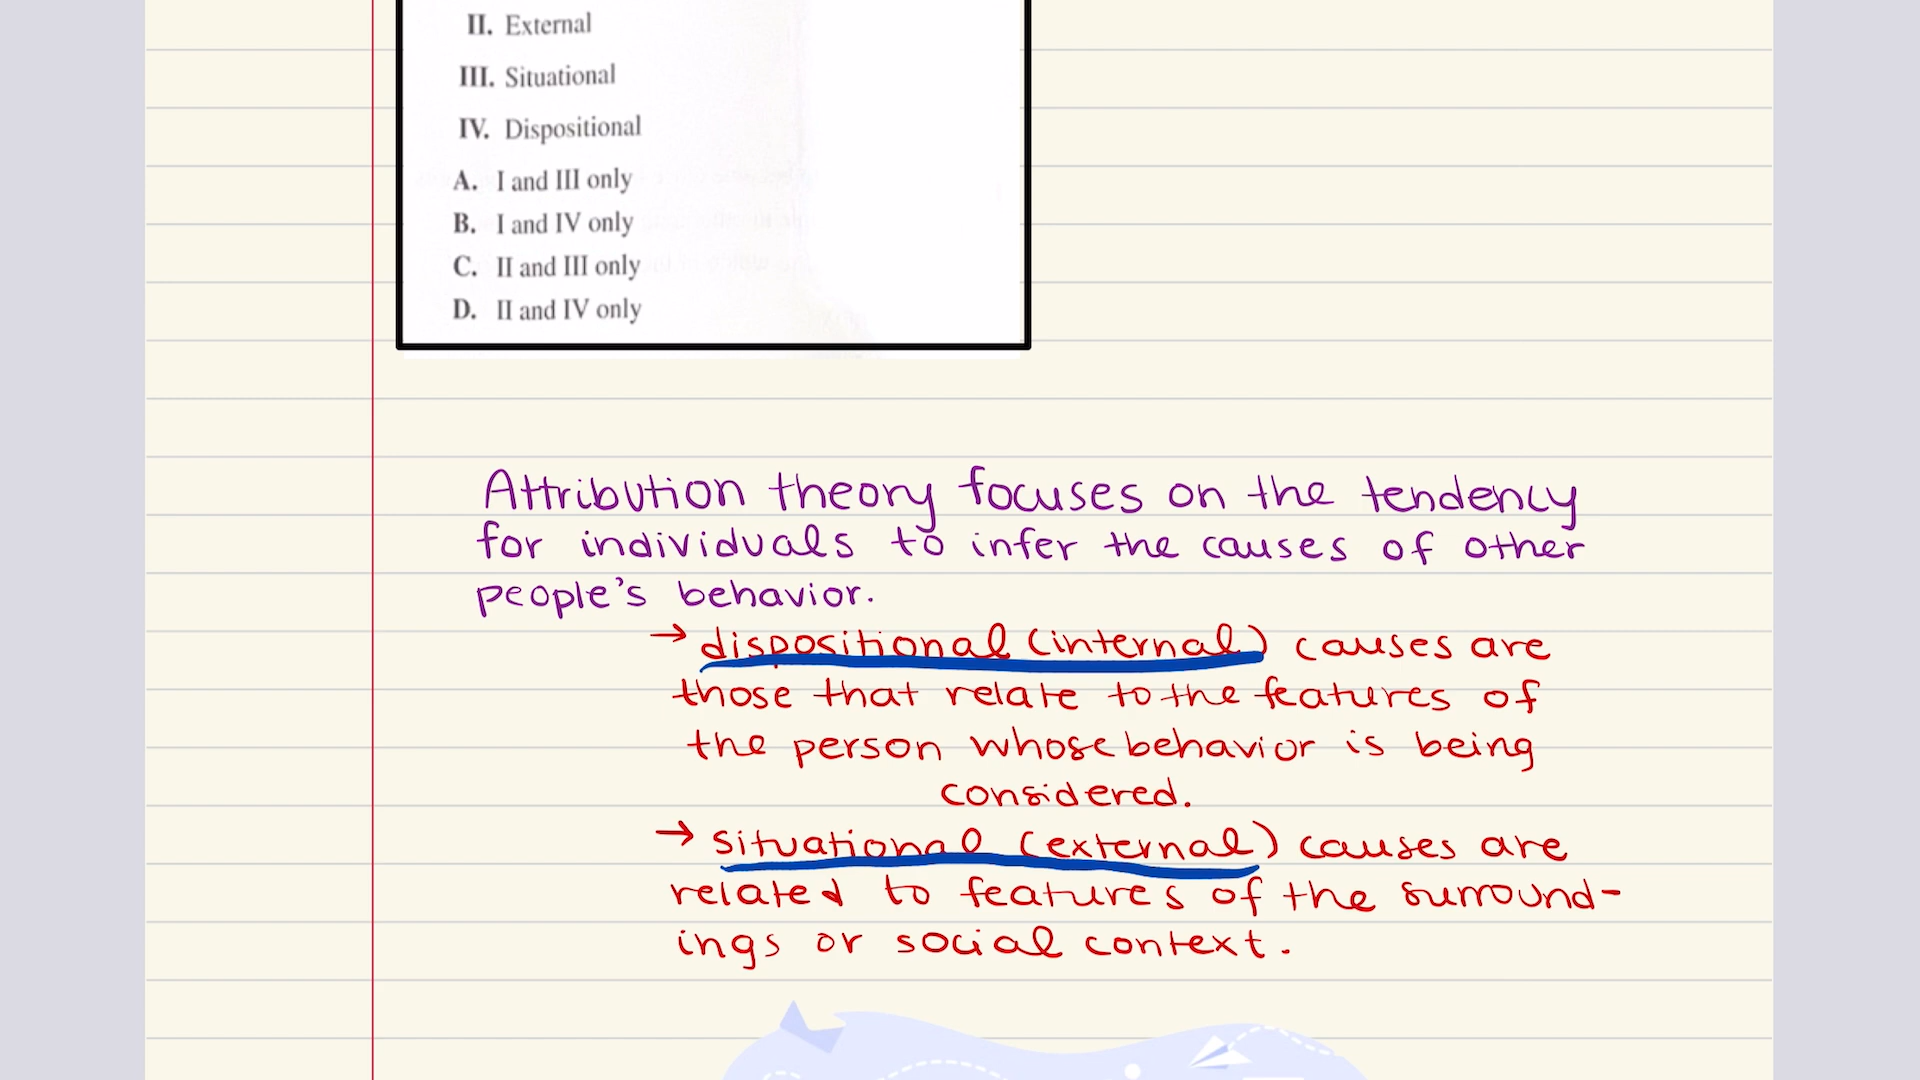 II. External
III. Situational
IV. Dispositional
A. I and III only
B. I and IV only
C. II and III only
D. II and IV only
Attribution theory focuses on the tendency
for individuals to infer the causes of other
people's behavior.
→ dispositional (internal) causes are
those that relate to the features of
the person whose behavior is being
considered.
→ situational (external) causes are
related to features of the surround-
ings or social context.